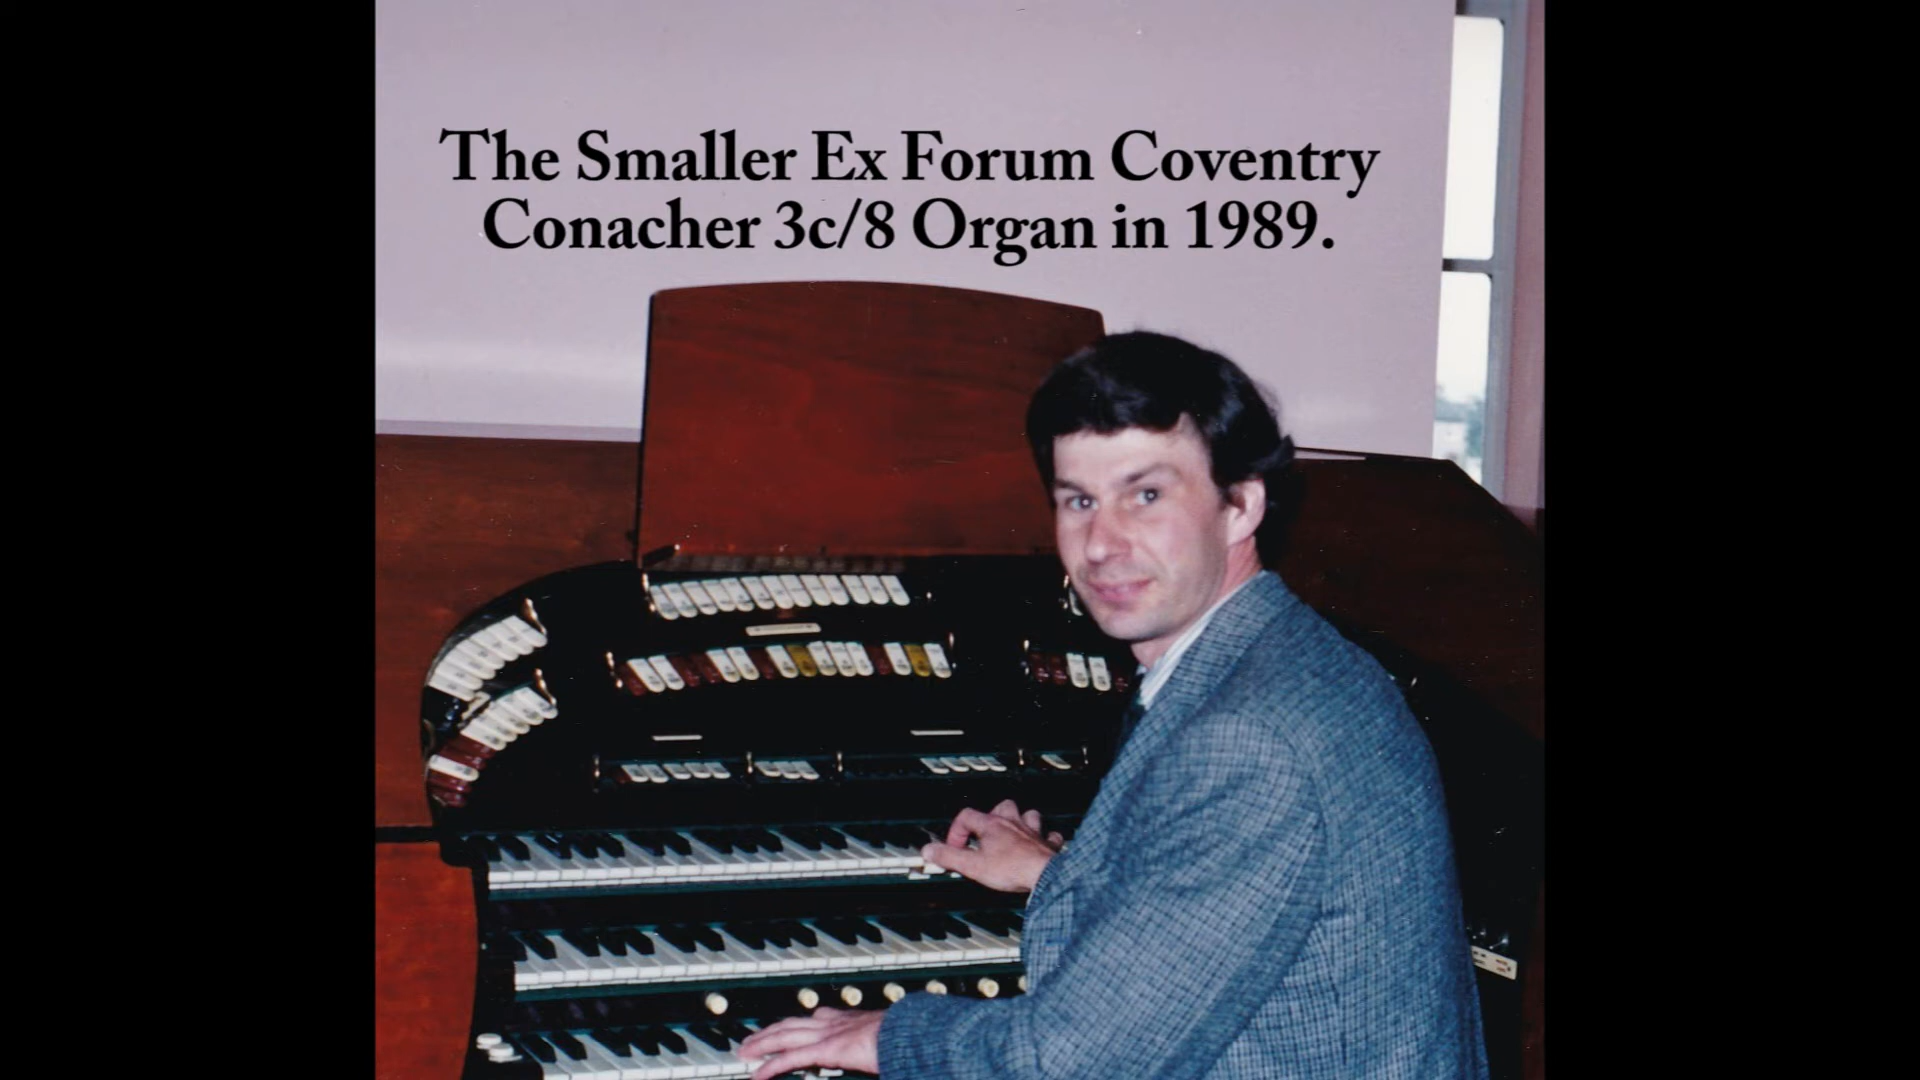 The Smaller Ex Forum Coventry
Conacher 3c/8 Organ in 1989.